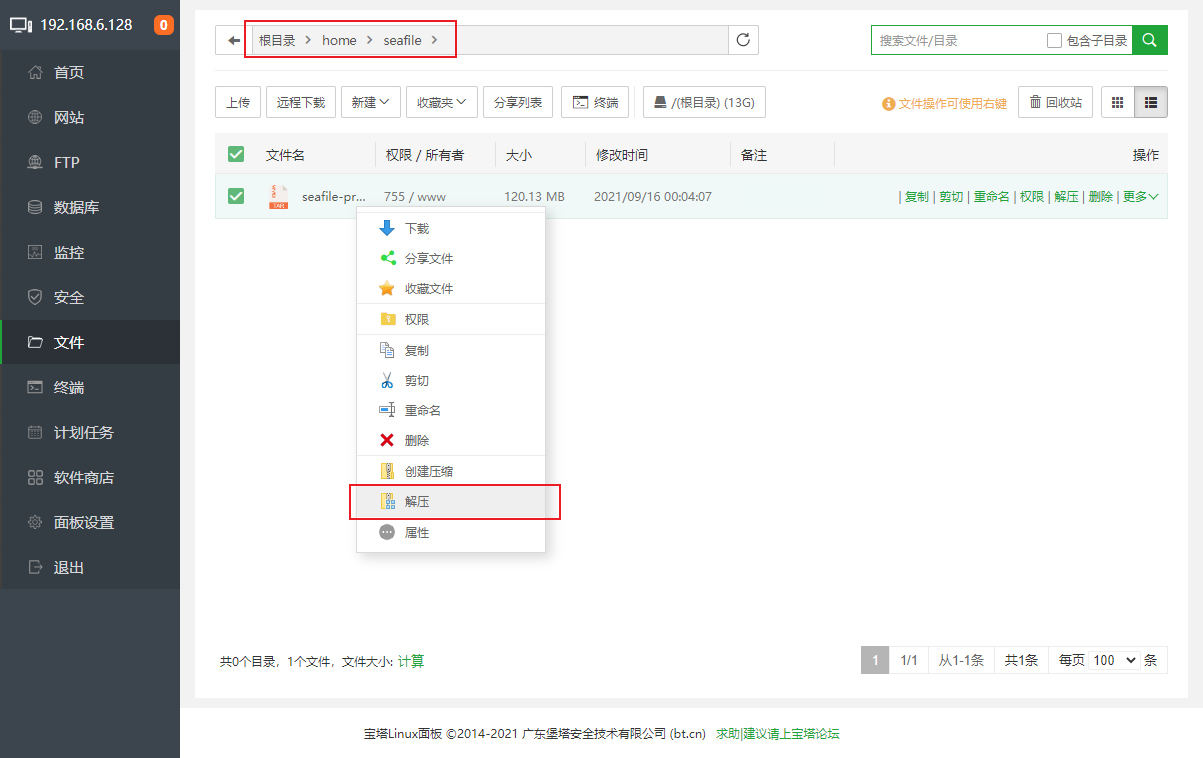 192.168.6.128 0
首页
网站
FTP
数据库
监控
安全
文件
终端
计划任务
软件商店
面板设置
退出
根目录 home seafile
搜索文件/目录 包含子目录
上传 远程下载 新建 收藏夹 分享列表 终端 /(根目录) (13G) 文件操作可使用右键 回收站
文件名 权限 / 所有者 大小 修改时间 备注 操作
seafile-pr... 755 / www 120.13 MB 2021/09/16 00:04:07 | 复制 | 剪切 | 重命名 | 权限 | 解压 | 删除 | 更多
下载
分享文件
收藏文件
权限
复制
剪切
重命名
删除
创建压缩
解压
属性
共0个目录，1个文件，文件大小: 计算
1 1/1 从1-1条 共1条 每页 100 条
宝塔Linux面板 ©2014-2021 广东堡塔安全技术有限公司 (bt.cn) 求助|建议请上宝塔论坛